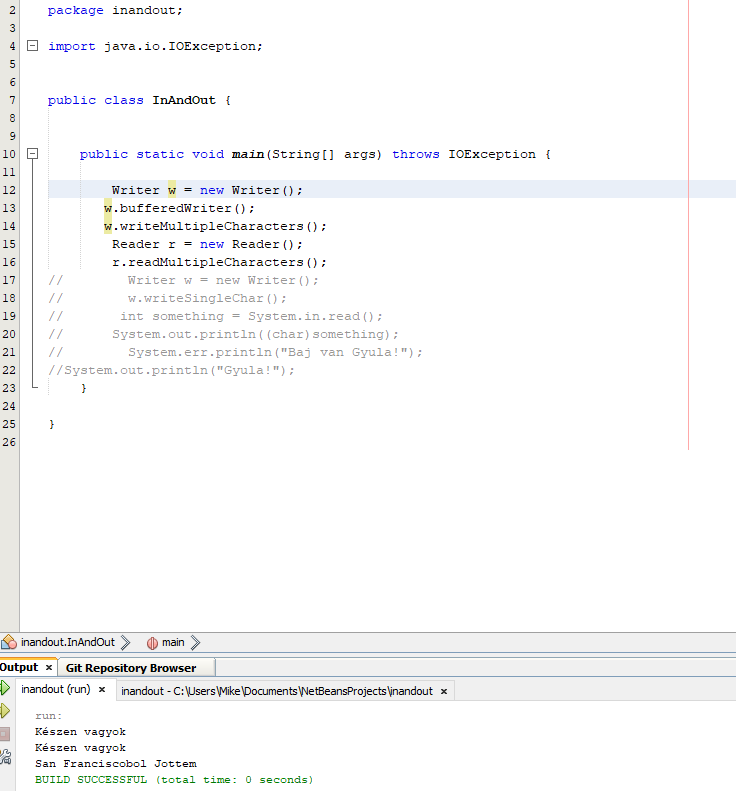 2 package inandout;
3
4 import java.io.IOException;
5
6
7 public class InAndOut {
8
9
10 public static void main(String[] args) throws IOException {
11
12 Writer w = new Writer();
13 w.bufferedWriter();
14 w.writeMultipleCharacters();
15 Reader r = new Reader();
16 r.readMultipleCharacters();
17 // Writer w = new Writer();
18 // w.writeSingleChar();
19 // int something = System.in.read();
20 // System.out.println((char)something);
21 // System.err.println("Baj van Gyula!");
22 //System.out.println("Gyula!");
23 }
24
25 }
26
inandout.InAndOut main
Output × Git Repository Browser
inandout (run) × inandout - C:\Users\Mike\Documents\NetBeansProjects\inandout ×
run:
Készen vagyok
Készen vagyok
San Franciscobol Jottem
BUILD SUCCESSFUL (total time: 0 seconds)